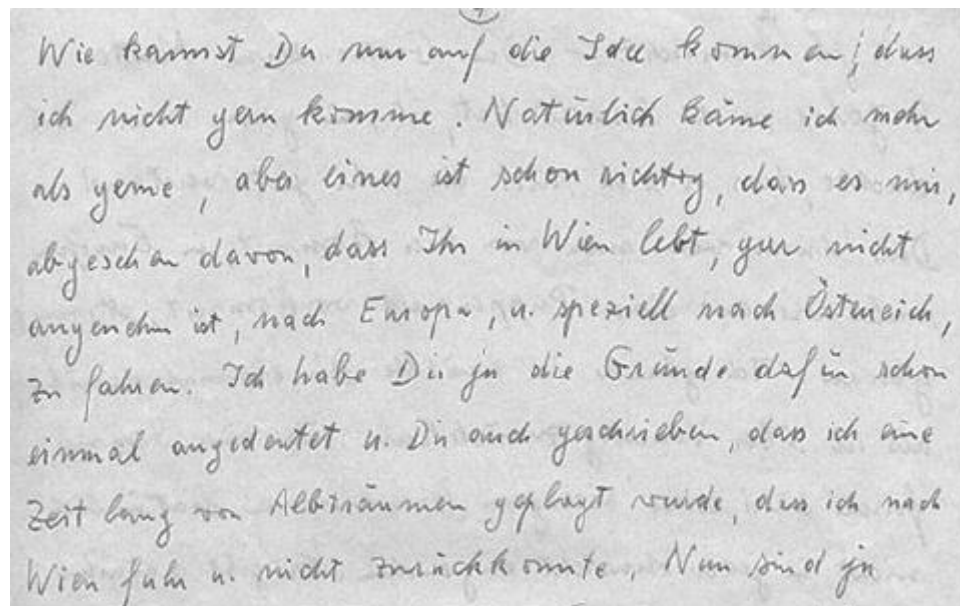 Wie kannst Du nur auf die Idee kommen, dass
ich nicht gern komme. Natürlich käme ich mehr
als gerne, aber eines ist schon richtig, dass es mir,
abgesehen davon, dass Ihr in Wien lebt, gar nicht
angenehm ist, nach Europa, u. speziell nach Österreich,
zu fahren. Ich habe Dir ja die Gründe dafür schon
einmal angedeutet u. Dir auch geschrieben, dass ich eine
Zeit lang von Albträumen geplagt wurde, dass ich nach
Wien fuhr u. nicht zurückkonnte. Nun sind ja